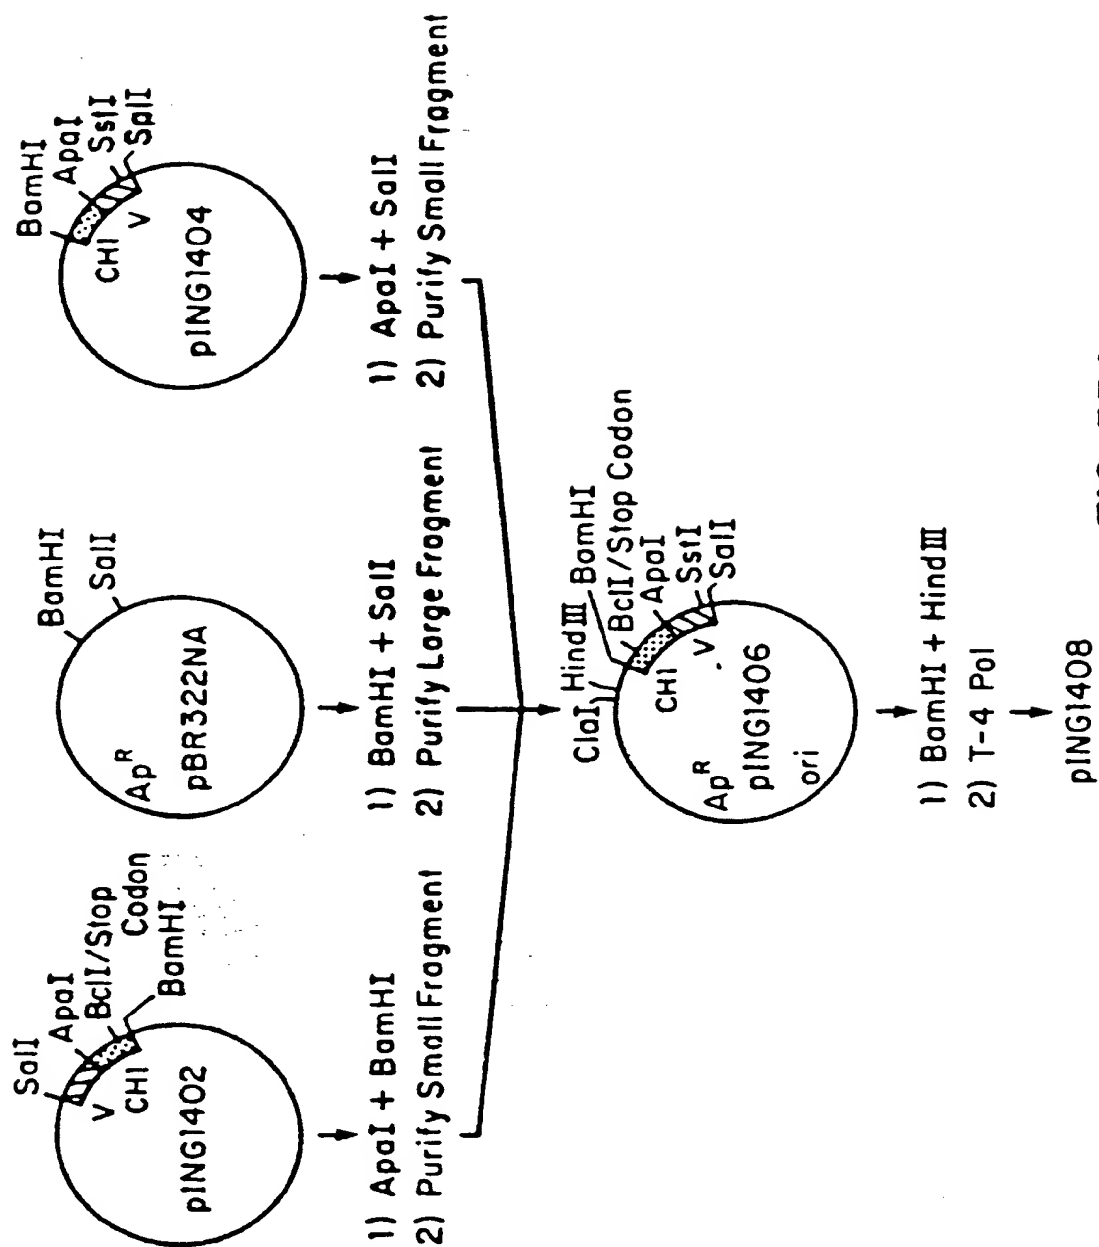 SalI
ApaI
BclI/Stop
Codon
BamHI
V
CHI
pING1402
1) ApaI + BamHI
2) Purify Small Fragment
BamHI
SalI
Ap^R
pBR322NA
1) BamHI + SalI
2) Purify Large Fragment
BamHI
ApaI
SstI
SplI
CHI
V
pING1404
1) ApaI + SalI
2) Purify Small Fragment
ClaI
HindIII
BamHI
BclI/Stop Codon
ApaI
SstI
SalI
CHI
V
Ap^R
pING1406
ori
1) BamHI + HindIII
2) T-4 Pol
pING1408